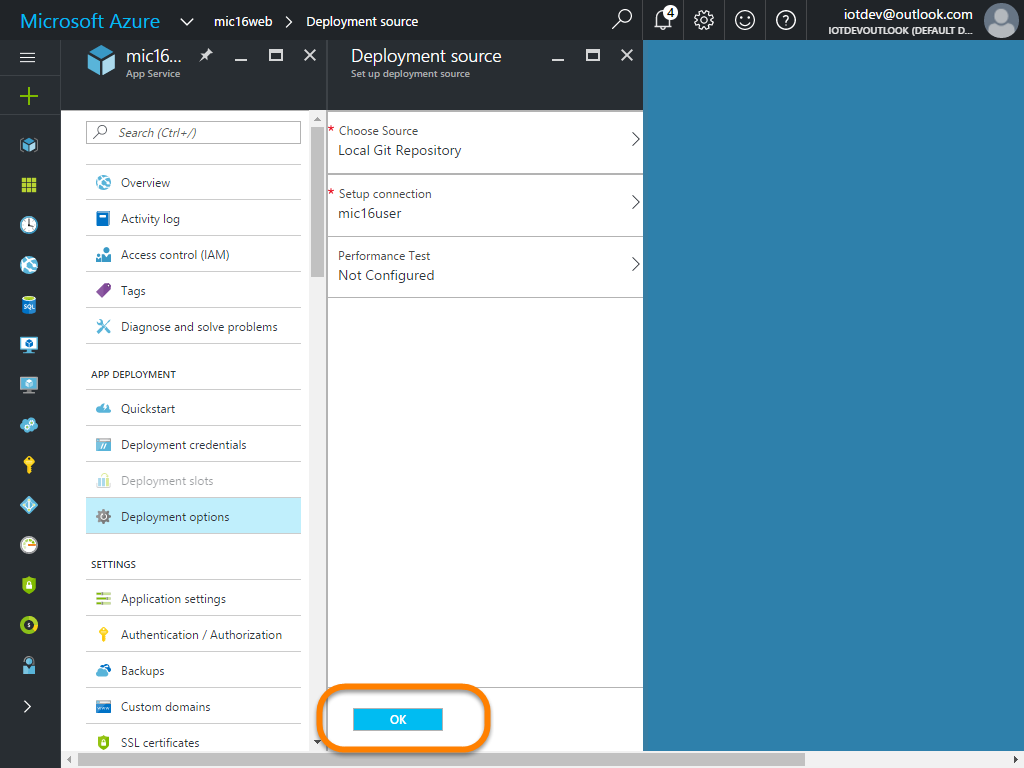 Microsoft Azure
mic16web
Deployment source
4
iotdev@outlook.com
IOTDEVOUTLOOK (DEFAULT D...
mic16...
App Service
Search (Ctrl+/)
Overview
Activity log
Access control (IAM)
Tags
Diagnose and solve problems
APP DEPLOYMENT
Quickstart
Deployment credentials
Deployment slots
Deployment options
SETTINGS
Application settings
Authentication / Authorization
Backups
Custom domains
SSL certificates
Deployment source
Set up deployment source
* Choose Source
Local Git Repository
* Setup connection
mic16user
Performance Test
Not Configured
OK
SQL